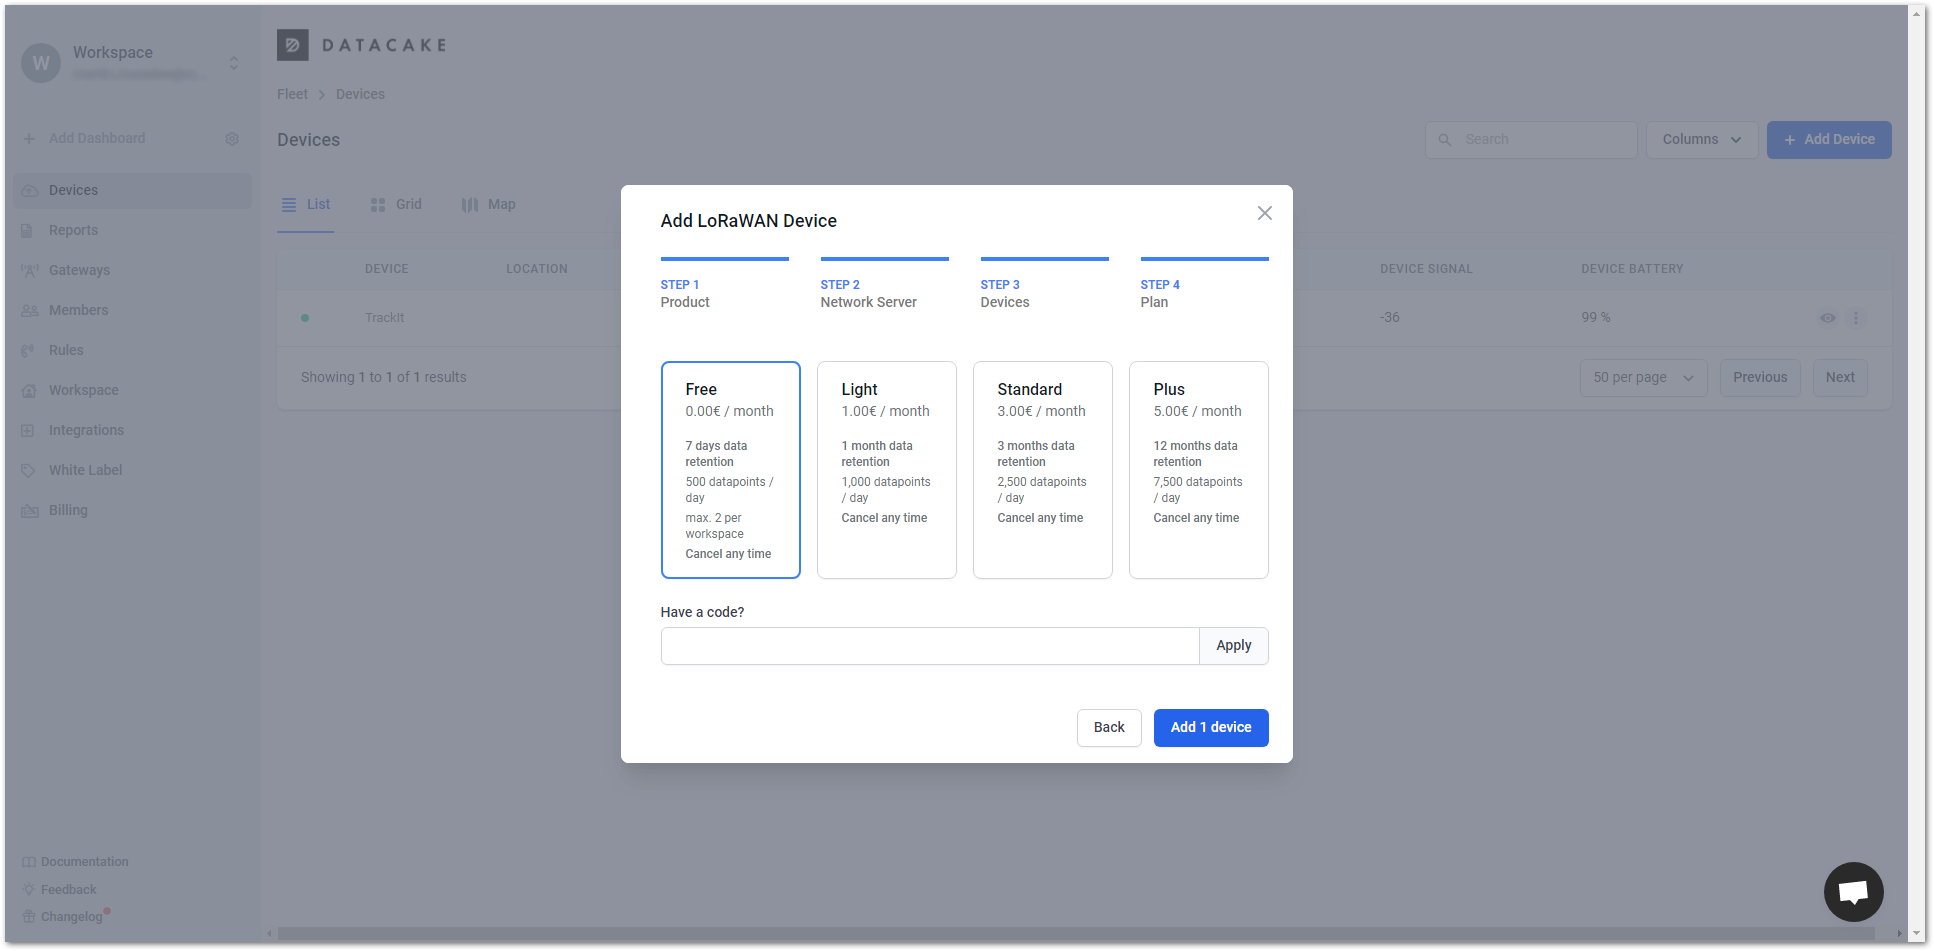 W
Workspace
DATACAKE
Fleet > Devices
Add Dashboard
Devices
Search
Columns
+ Add Device
Devices
Reports
Gateways
Members
Rules
Workspace
Integrations
White Label
Billing
List
Grid
Map
DEVICE
LOCATION
DEVICE SIGNAL
DEVICE BATTERY
TrackIt
-36
99 %
Showing 1 to 1 of 1 results
50 per page
Previous
Next
Add LoRaWAN Device
STEP 1
Product
STEP 2
Network Server
STEP 3
Devices
STEP 4
Plan
Free
0.00€ / month
7 days data
retention
500 datapoints /
day
max. 2 per
workspace
Cancel any time
Light
1.00€ / month
1 month data
retention
1,000 datapoints
/ day
Cancel any time
Standard
3.00€ / month
3 months data
retention
2,500 datapoints
/ day
Cancel any time
Plus
5.00€ / month
12 months data
retention
7,500 datapoints
/ day
Cancel any time
Have a code?
Apply
Back
Add 1 device
Documentation
Feedback
Changelog